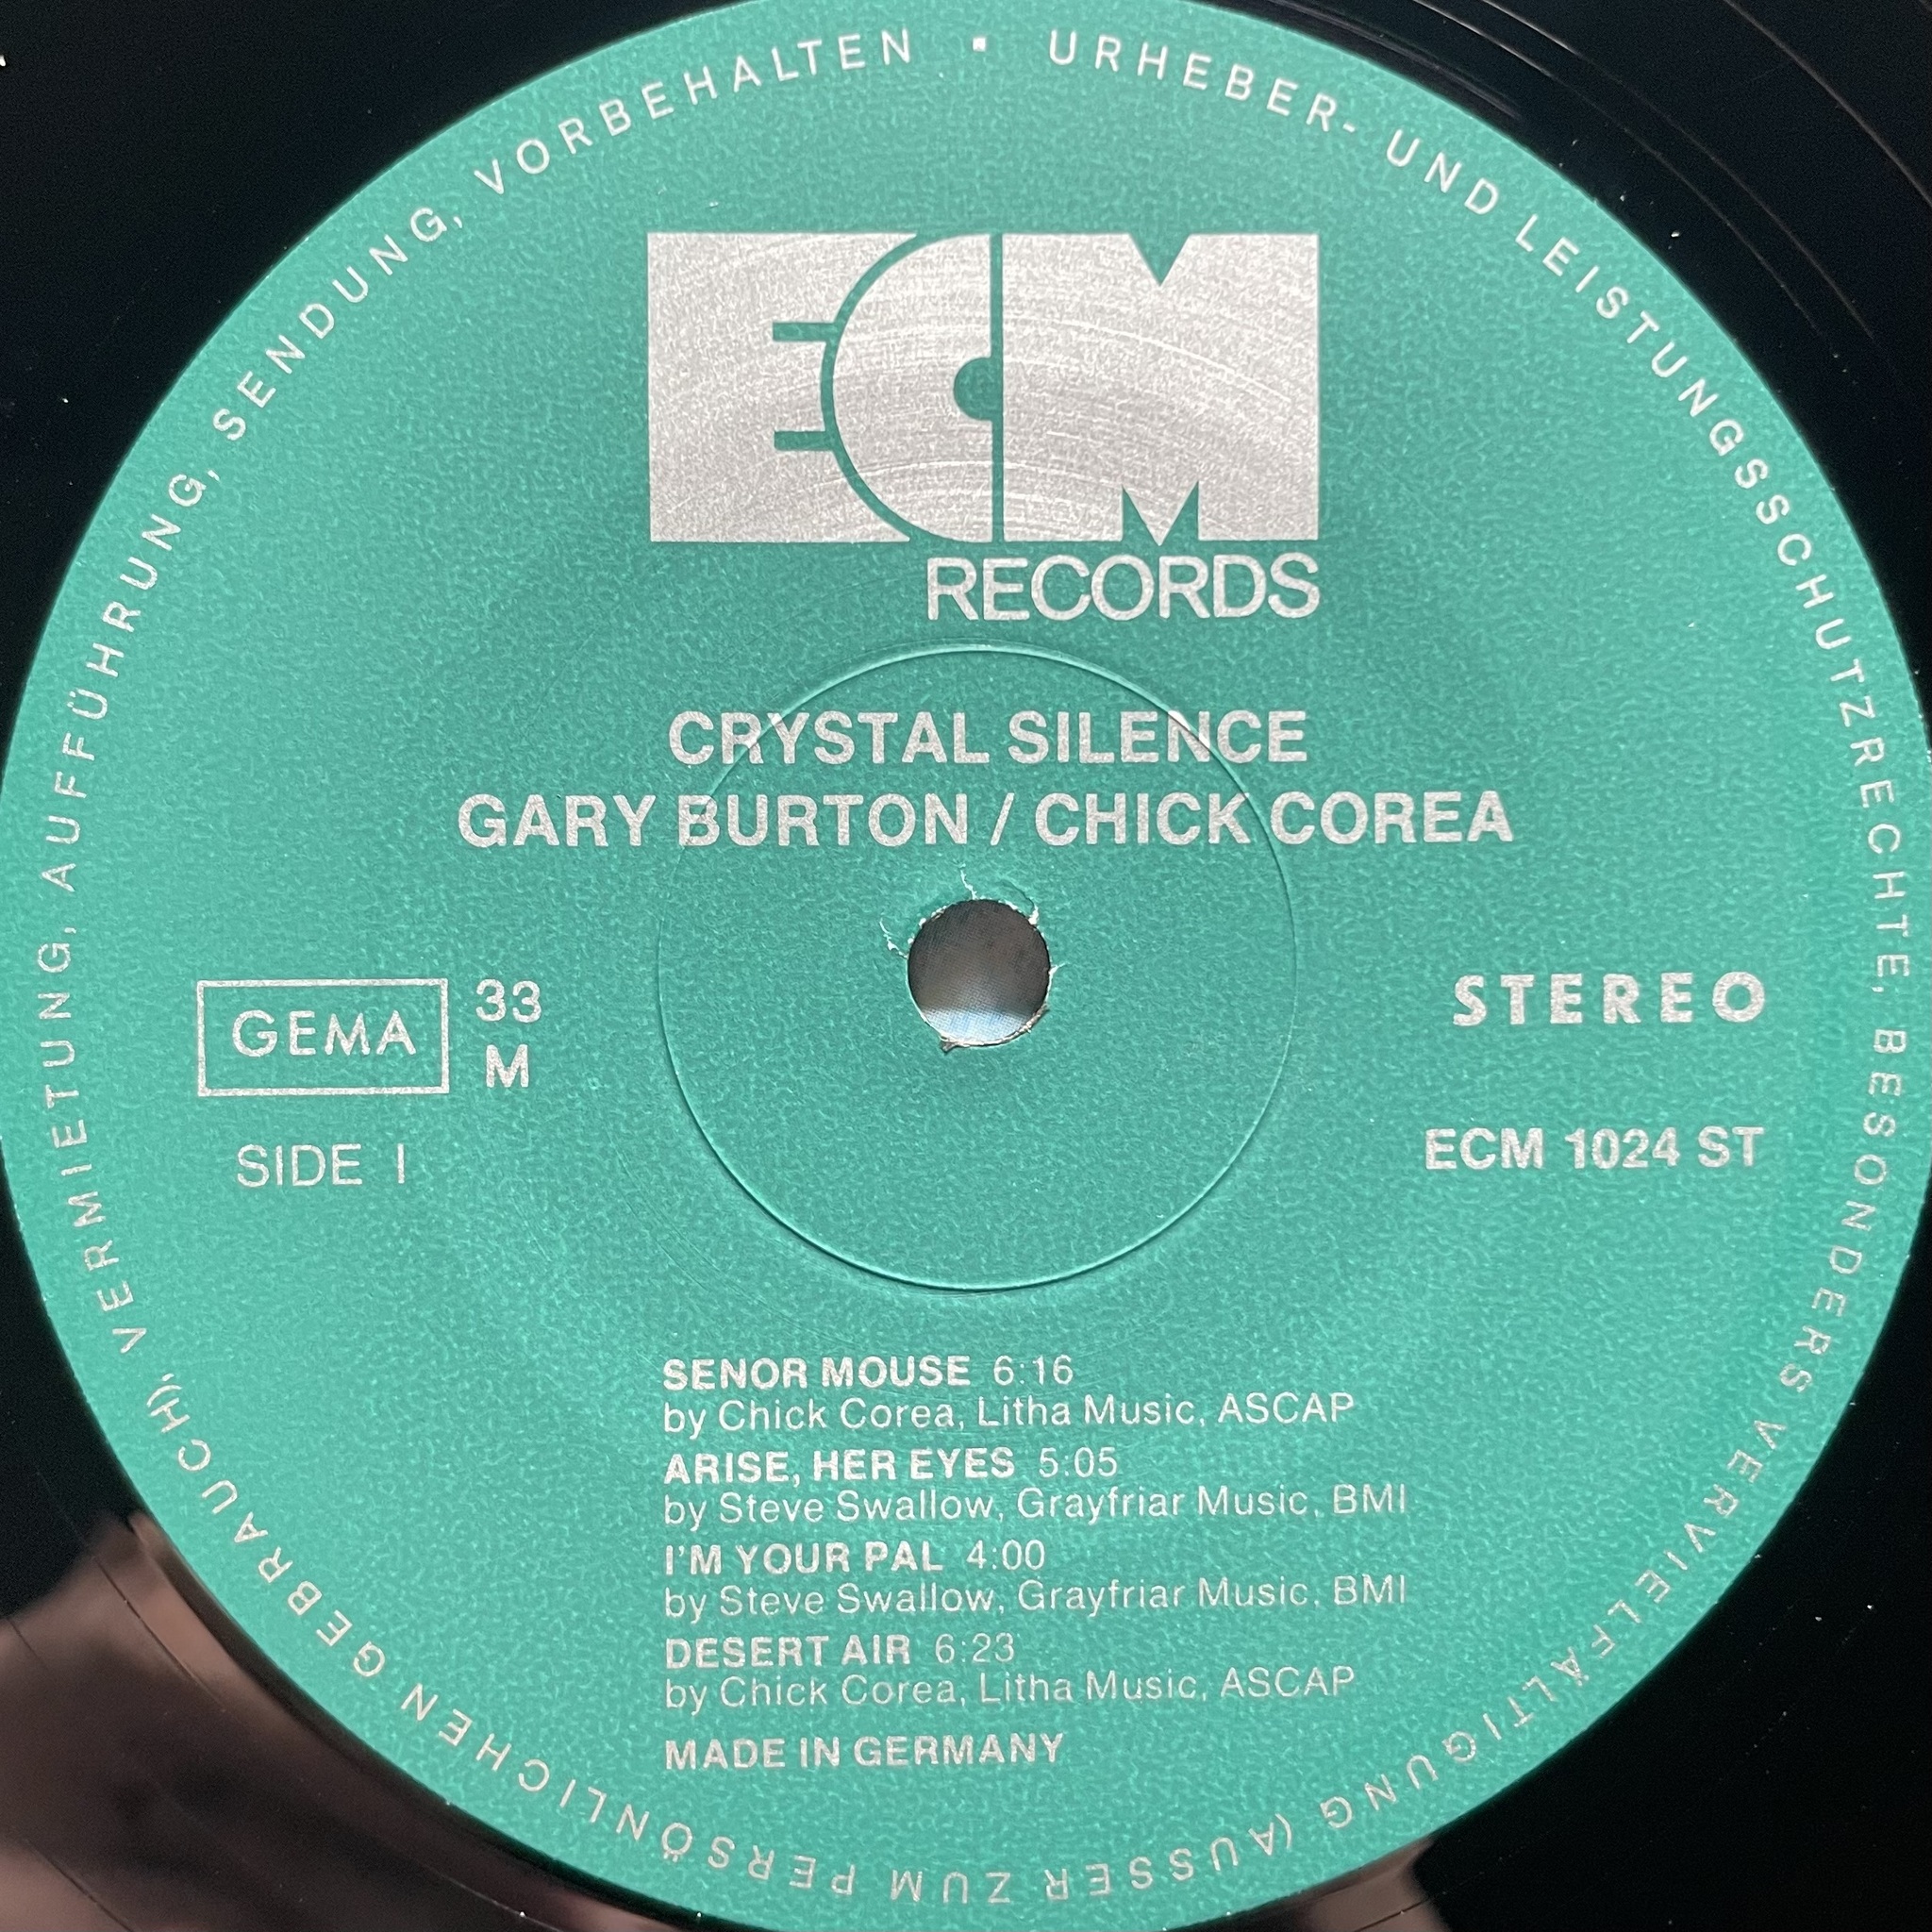 URHEBER- UND LEISTUNGSSCHUTZRECHTE, BESONDERS VERVIELFÄLTIGUNG (AUSSER ZUM PERSÖNLICHEN GEBRAUCH), VERMIETUNG, AUFFÜHRUNG, SENDUNG, VORBEHALTEN ▪
ECM
RECORDS
CRYSTAL SILENCE
GARY BURTON / CHICK COREA
GEMA
33
M
STEREO
SIDE I
ECM 1024 ST
SENOR MOUSE 6:16
by Chick Corea, Litha Music, ASCAP
ARISE, HER EYES 5:05
by Steve Swallow, Grayfriar Music, BMI
I'M YOUR PAL 4:00
by Steve Swallow, Grayfriar Music, BMI
DESERT AIR 6:23
by Chick Corea, Litha Music, ASCAP
MADE IN GERMANY